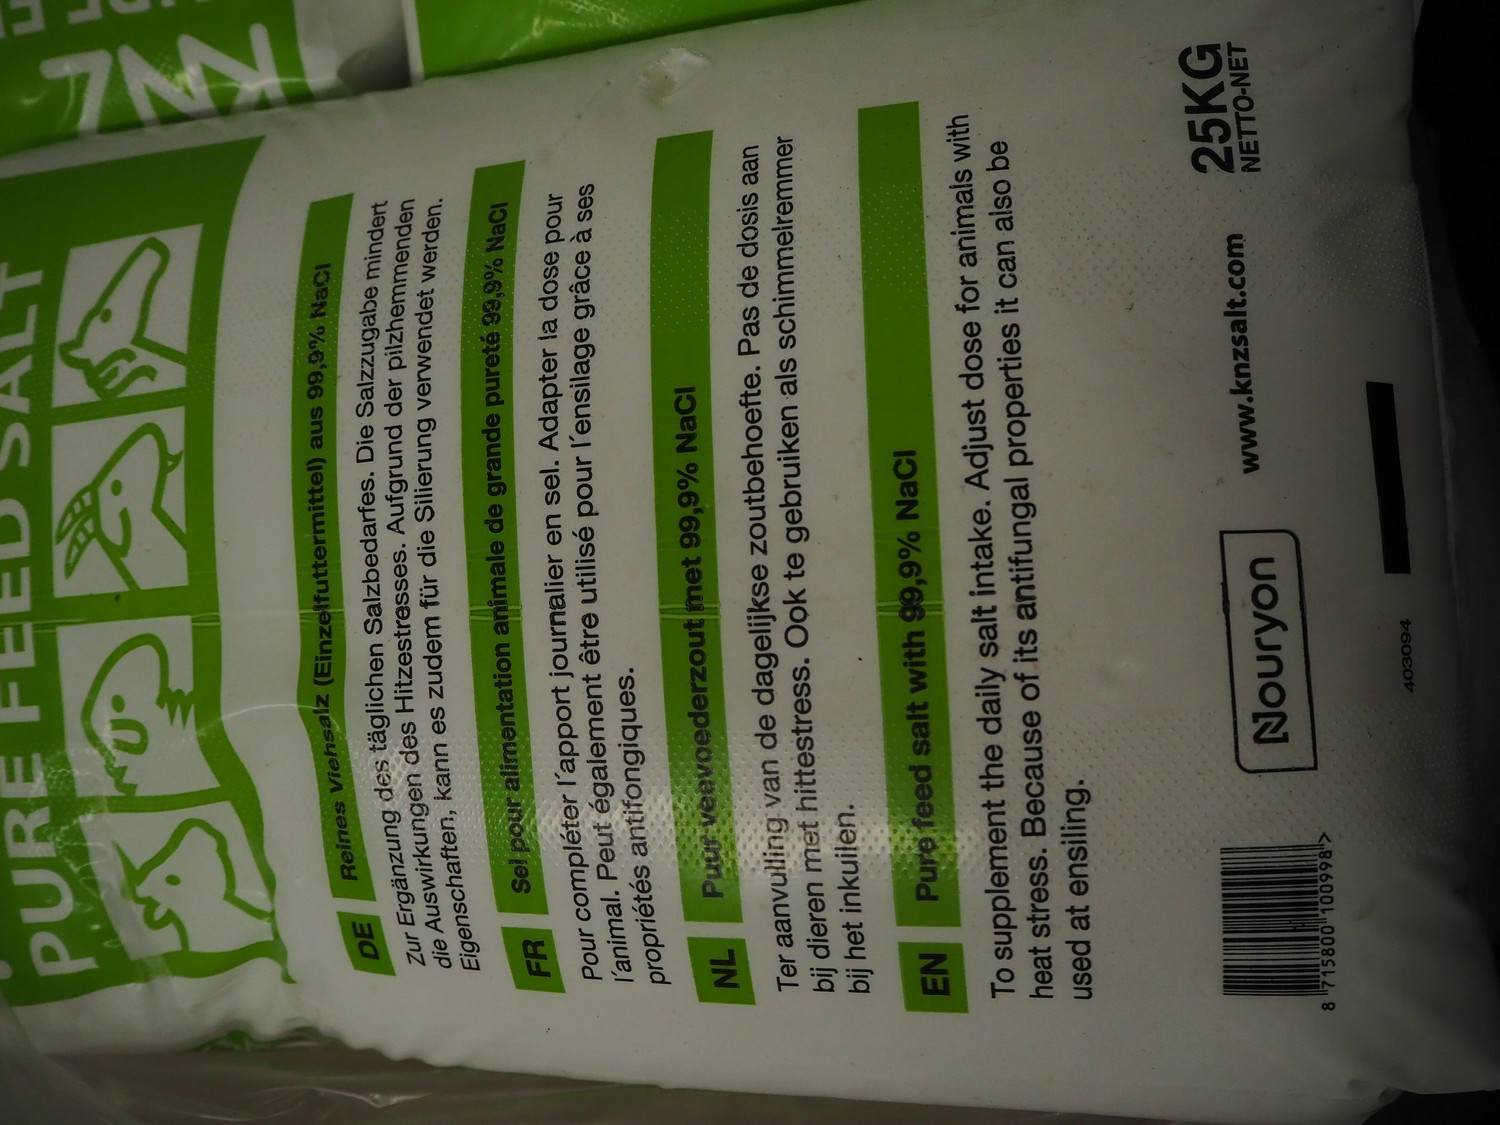 KNZ
PURE FEED SALT
DE
Reines Viehsalz (Einzelfuttermittel) aus 99,9% NaCl
Zur Ergänzung des täglichen Salzbedarfes. Die Salzzugabe mindert
die Auswirkungen des Hitzestresses. Aufgrund der pilzhemmenden
Eigenschaften, kann es zudem für die Silierung verwendet werden.
FR
Sel pour alimentation animale de grande pureté 99,9% NaCl
Pour compléter l´apport journalier en sel. Adapter la dose pour
l´animal. Peut également être utilisé pour l´ensilage grâce à ses
propriétés antifongiques.
NL
Puur veevoederzout met 99,9% NaCl
Ter aanvulling van de dagelijkse zoutbehoefte. Pas de dosis aan
bij dieren met hittestress. Ook te gebruiken als schimmelremmer
bij het inkuilen.
EN
Pure feed salt with 99,9% NaCl
To supplement the daily salt intake. Adjust dose for animals with
heat stress. Because of its antifungal properties it can also be
used at ensiling.
8 715800 100998>
Nouryon
www.knzsalt.com
25KG
NETTO-NET
403094